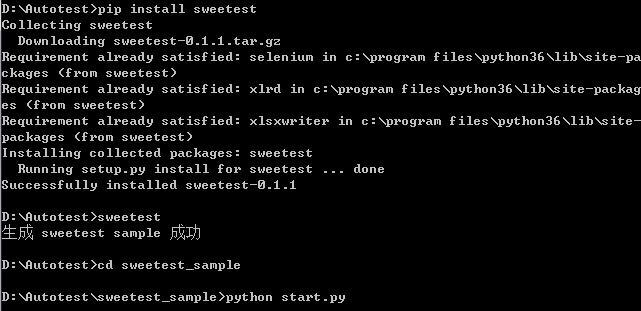 D:\Autotest>pip install sweetest
Collecting sweetest
  Downloading sweetest-0.1.1.tar.gz
Requirement already satisfied: selenium in c:\program files\python36\lib\site-pa
ckages (from sweetest)
Requirement already satisfied: xlrd in c:\program files\python36\lib\site-packag
es (from sweetest)
Requirement already satisfied: xlsxwriter in c:\program files\python36\lib\site-
packages (from sweetest)
Installing collected packages: sweetest
  Running setup.py install for sweetest ... done
Successfully installed sweetest-0.1.1
D:\Autotest>sweetest
生成 sweetest sample 成功
D:\Autotest>cd sweetest_sample
D:\Autotest\sweetest_sample>python start.py